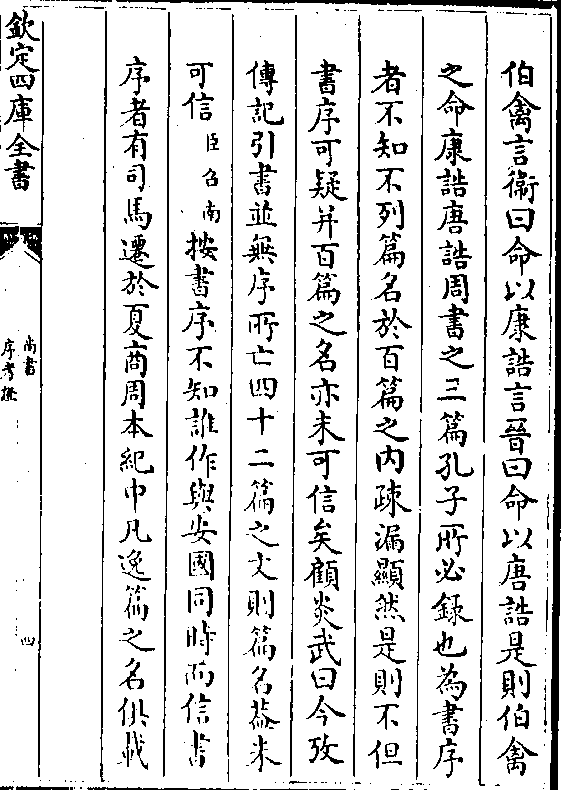 伯禽言衛曰命以康誥言晉曰命以唐誥是則伯禽
之命康誥唐誥周書之三篇孔子所必録也為書序
者不知不列篇名於百篇之內疎漏顯然是則不但
書序可疑并百篇之名亦未可信矣顧炎武曰今攷
傳記引書並無序所亡四十二篇之文則篇名葢未
可信臣召南按書序不知誰作與安國同時而信書
序者有司馬遷於夏商周本紀中凡逸篇之名俱載
欽定四庫全書
尚書
序考證
四